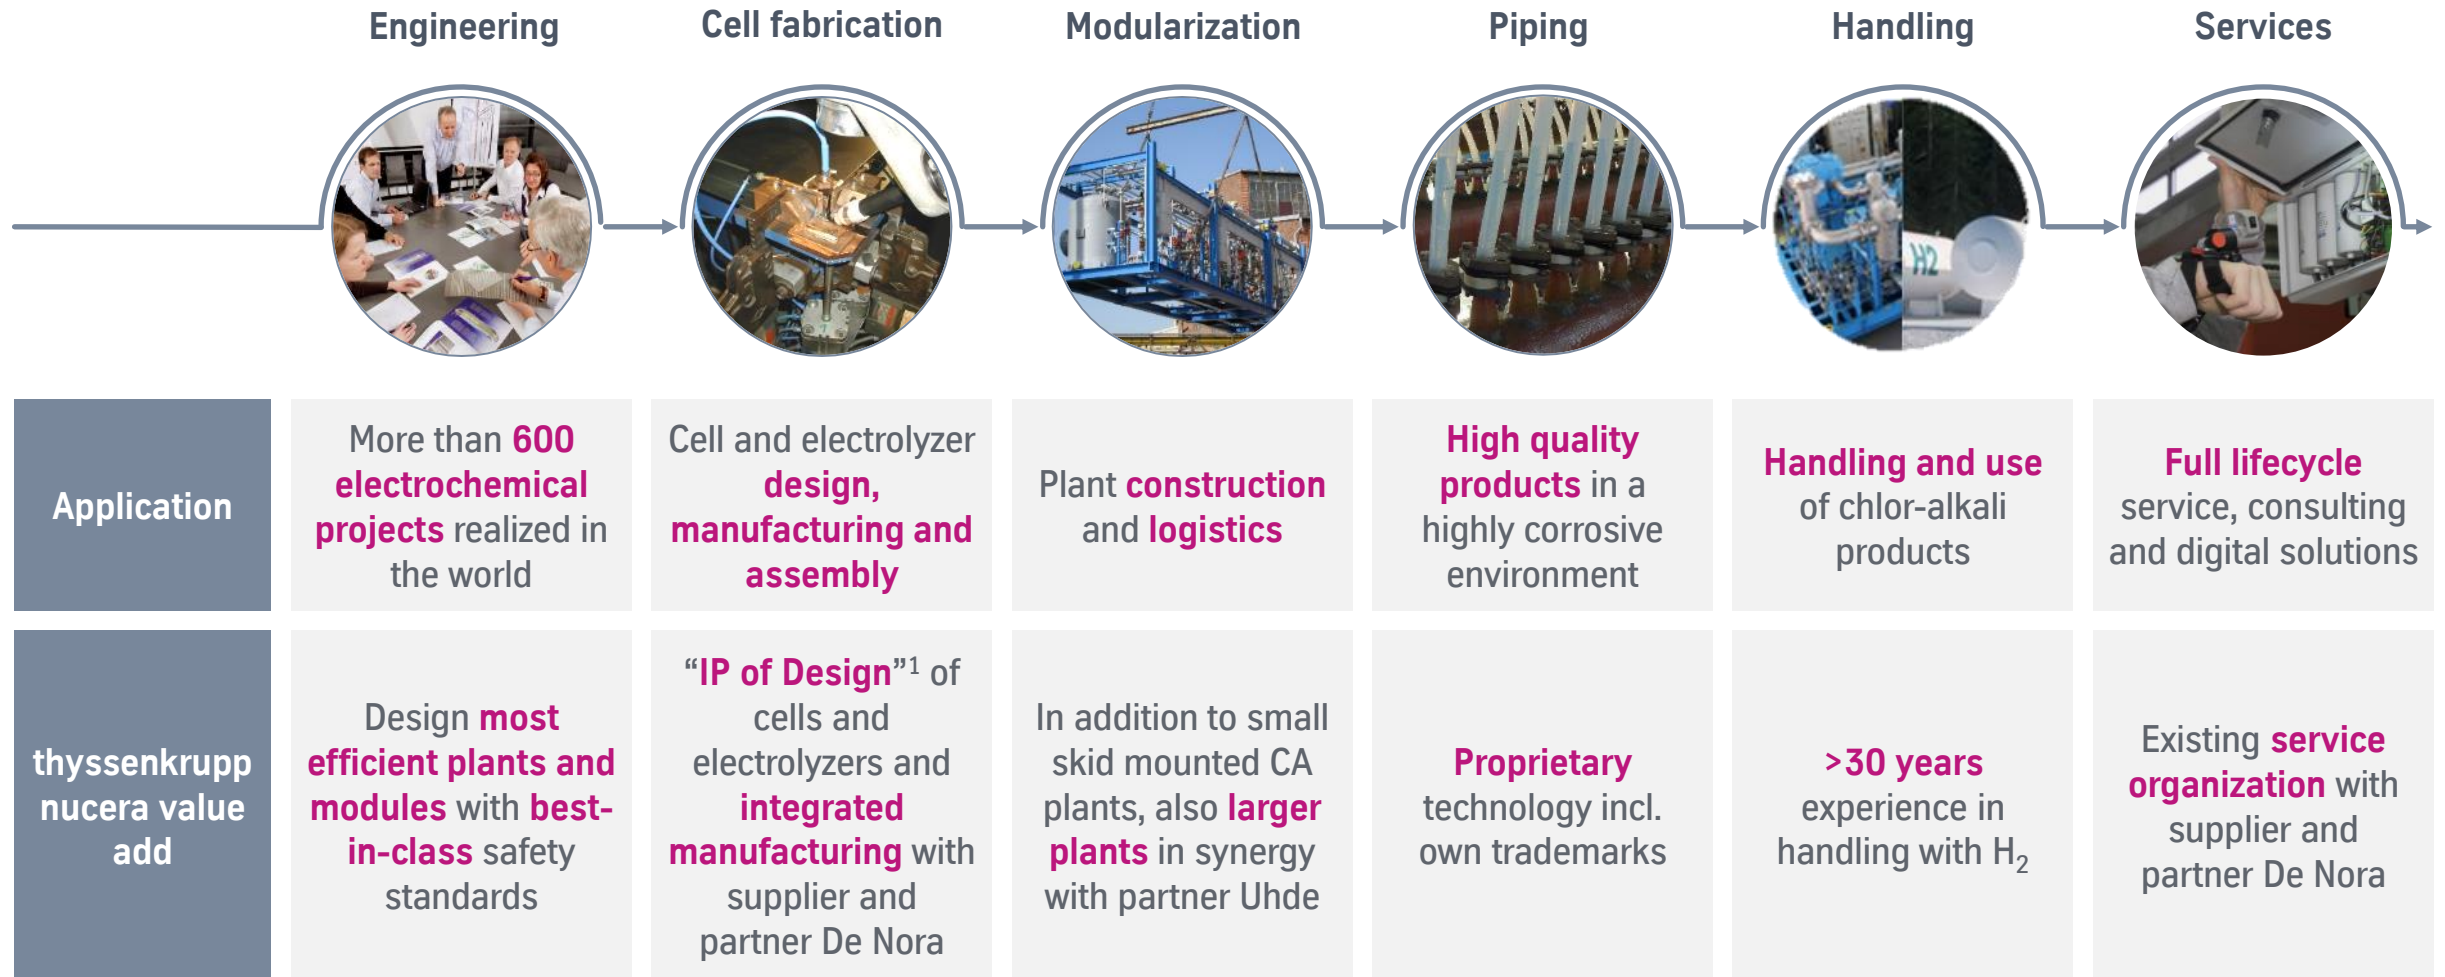 Engineering
Cell fabrication
Modularization
Piping
Handling
Services
H2
Application
More than 600
electrochemical
projects realized in
the world
Cell and electrolyzer
design,
manufacturing and
assembly
Plant construction
and logistics
High quality
products in a
highly corrosive
environment
Handling and use
of chlor-alkali
products
Full lifecycle
service, consulting
and digital solutions
thyssenkrupp
nucera value
add
Design most
efficient plants and
modules with best-
in-class safety
standards
“IP of Design”¹ of
cells and
electrolyzers and
integrated
manufacturing with
supplier and
partner De Nora
In addition to small
skid mounted CA
plants, also larger
plants in synergy
with partner Uhde
Proprietary
technology incl.
own trademarks
>30 years
experience in
handling with H₂
Existing service
organization with
supplier and
partner De Nora